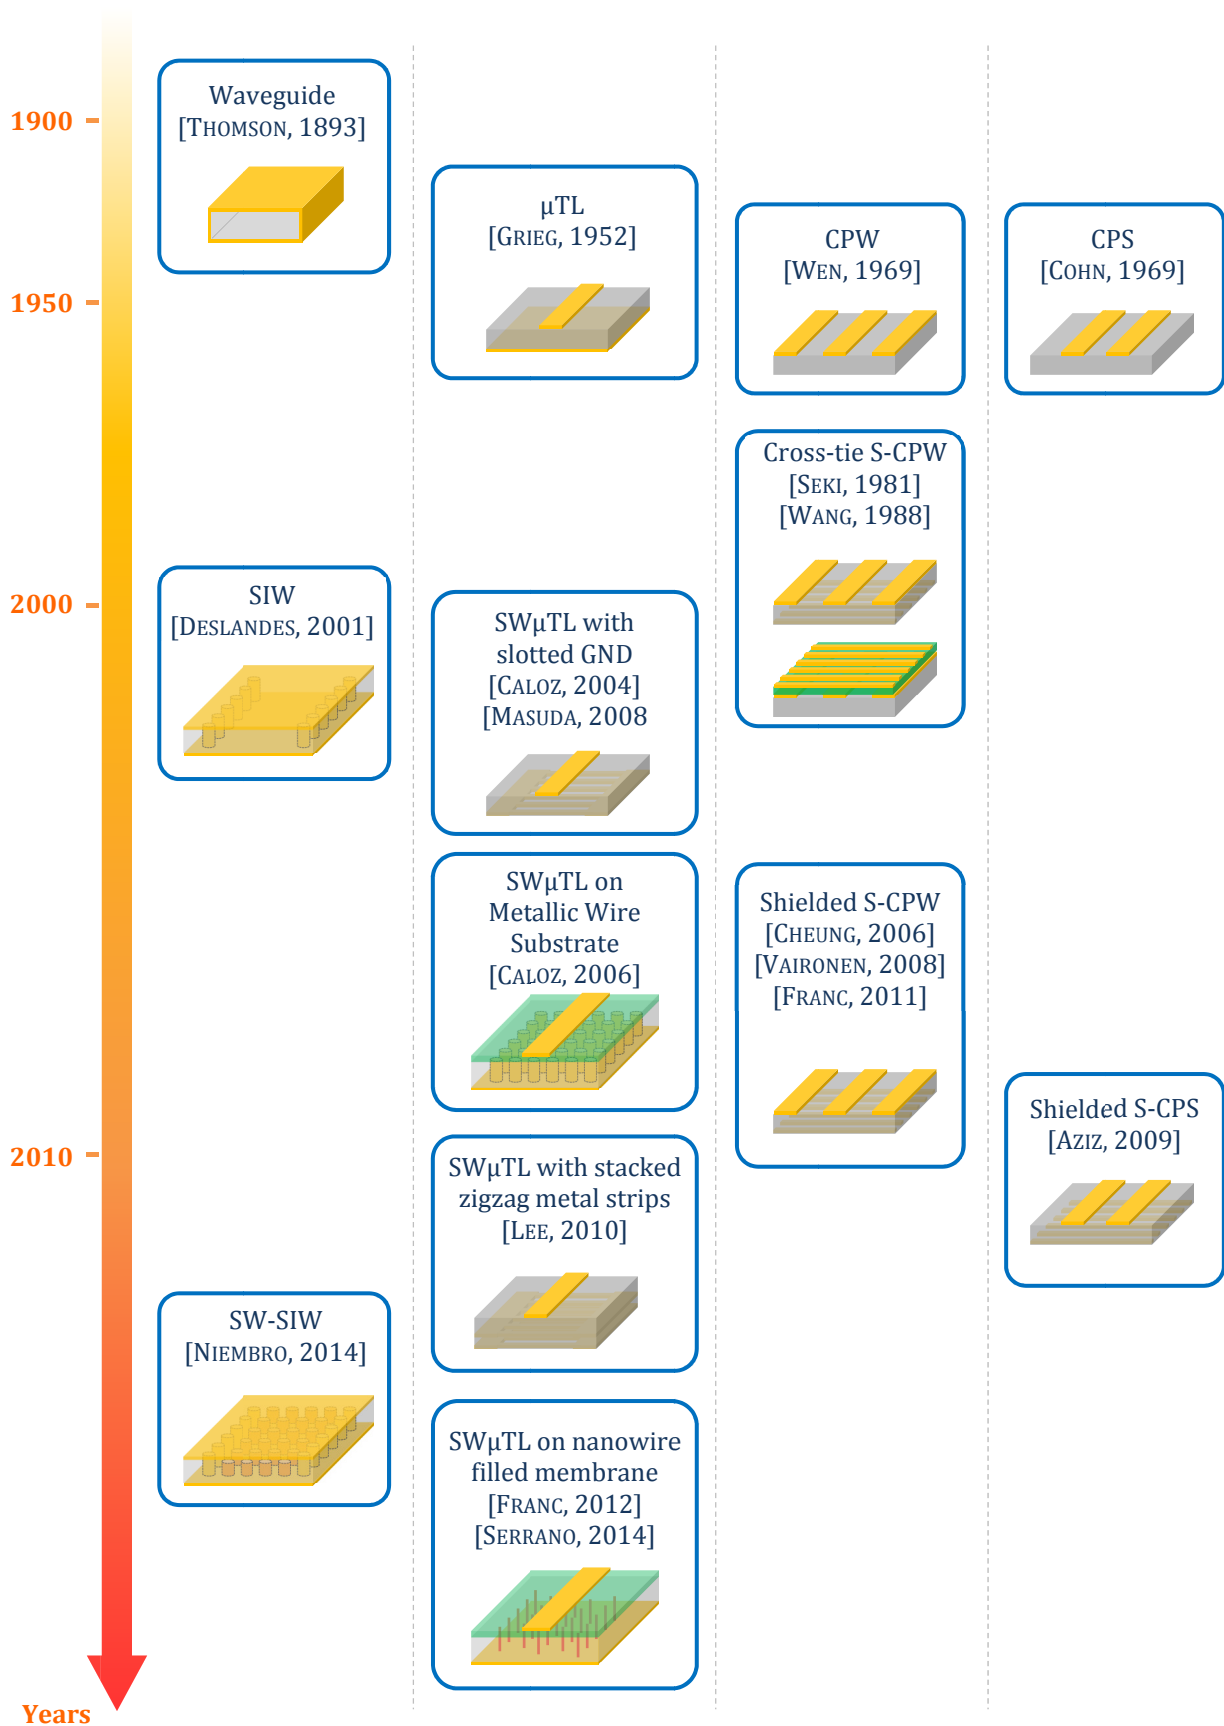 1900
1950
2000
2010
Years
Waveguide
[THOMSON, 1893]
SIW
[DESLANDES, 2001]
SW-SIW
[NIEMBRO, 2014]
µTL
[GRIEG, 1952]
SWµTL with
slotted GND
[CALOZ, 2004]
[MASUDA, 2008
SWµTL on
Metallic Wire
Substrate
[CALOZ, 2006]
SWµTL with stacked
zigzag metal strips
[LEE, 2010]
SWµTL on nanowire
filled membrane
[FRANC, 2012]
[SERRANO, 2014]
CPW
[WEN, 1969]
Cross-tie S-CPW
[SEKI, 1981]
[WANG, 1988]
Shielded S-CPW
[CHEUNG, 2006]
[VAIRONEN, 2008]
[FRANC, 2011]
CPS
[COHN, 1969]
Shielded S-CPS
[AZIZ, 2009]